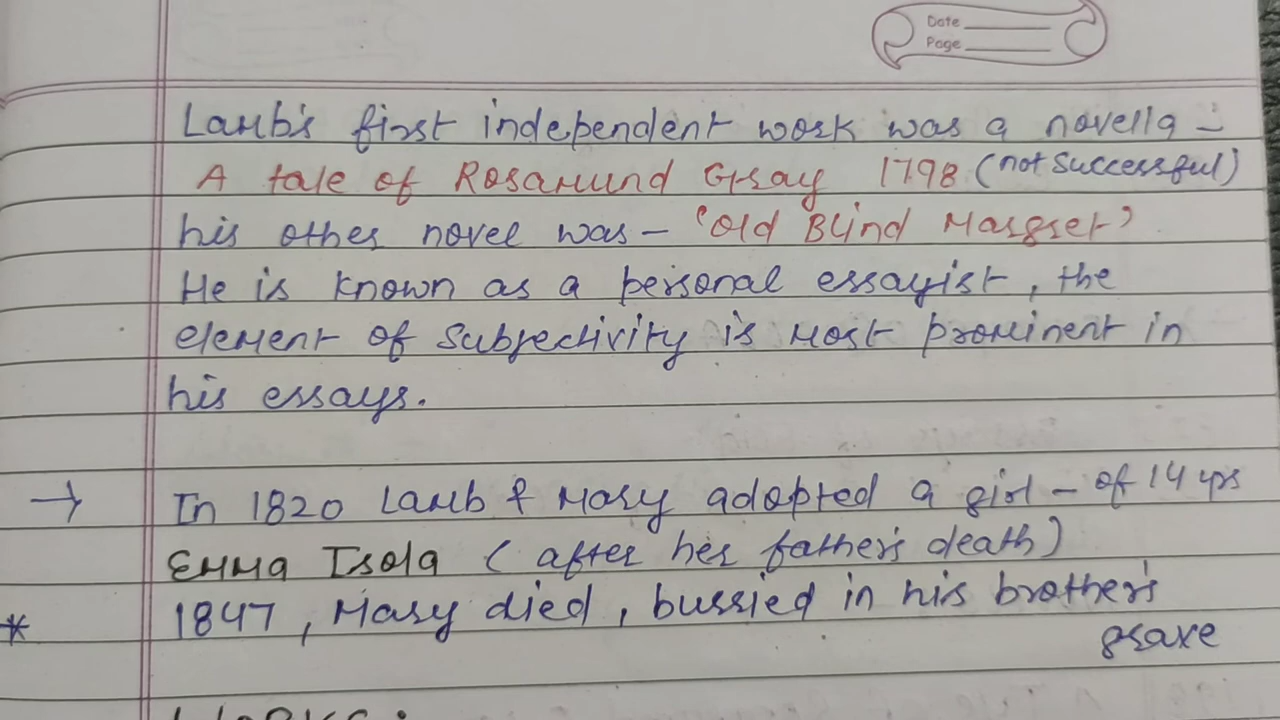 Date
Page
Lamb's first independent work was a novella -
A tale of Rosamund Gray 1798 (not successful)
his other novel was - 'Old Blind Margret'
He is known as a personal essayist, the
element of subjectivity is most prominent in
his essays.
→ In 1820 Lamb & Mary adopted a girl - of 14 yrs
Emma Isola (after her father's death)
* 1847, Mary died, burried in his brother's
grave
Works: